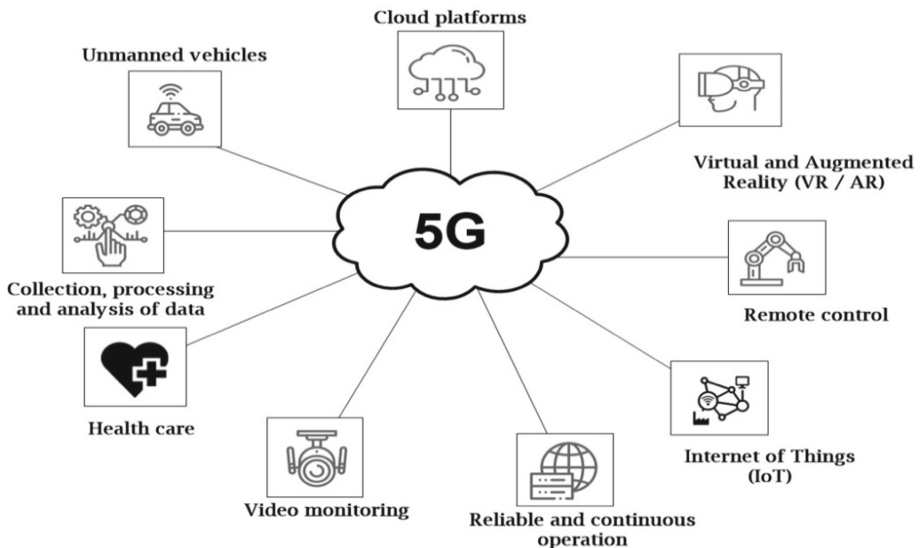 Cloud platforms
Unmanned vehicles
Virtual and Augmented
Reality (VR / AR)
5G
Collection, processing
and analysis of data
Remote control
Health care
Internet of Things
(IoT)
Video monitoring
Reliable and continuous
operation